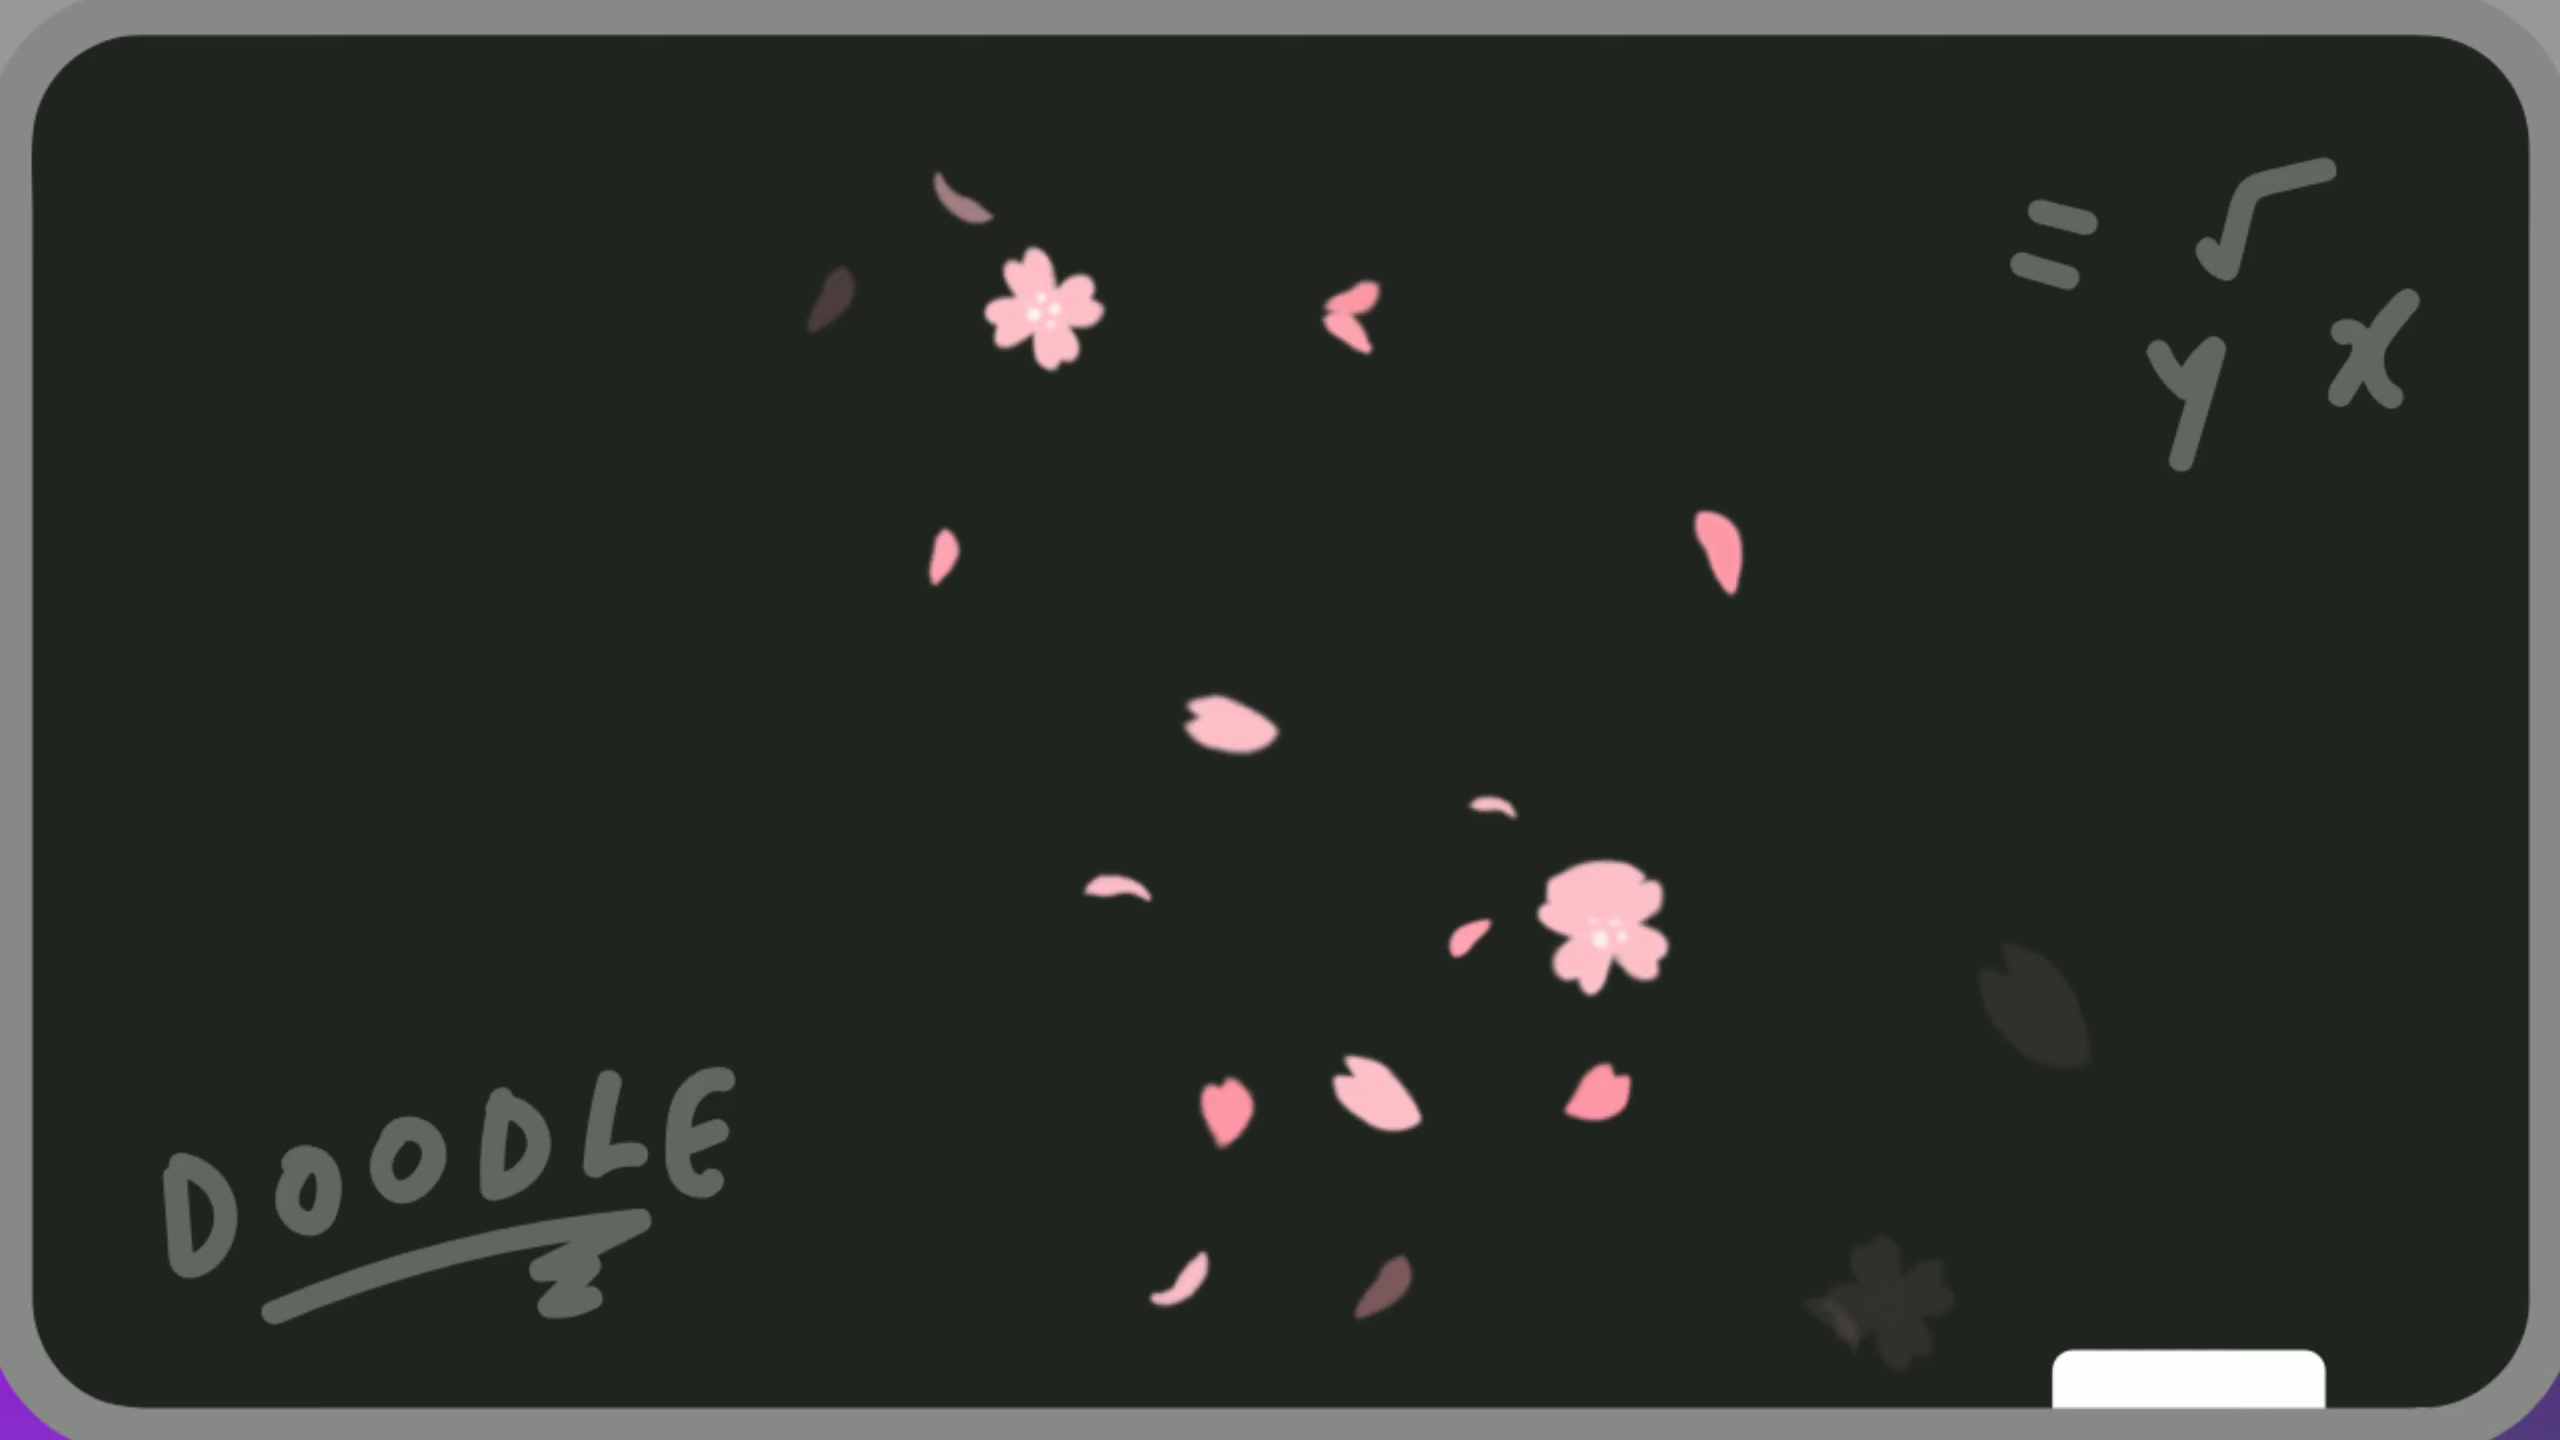 = √
y x
DOODLE